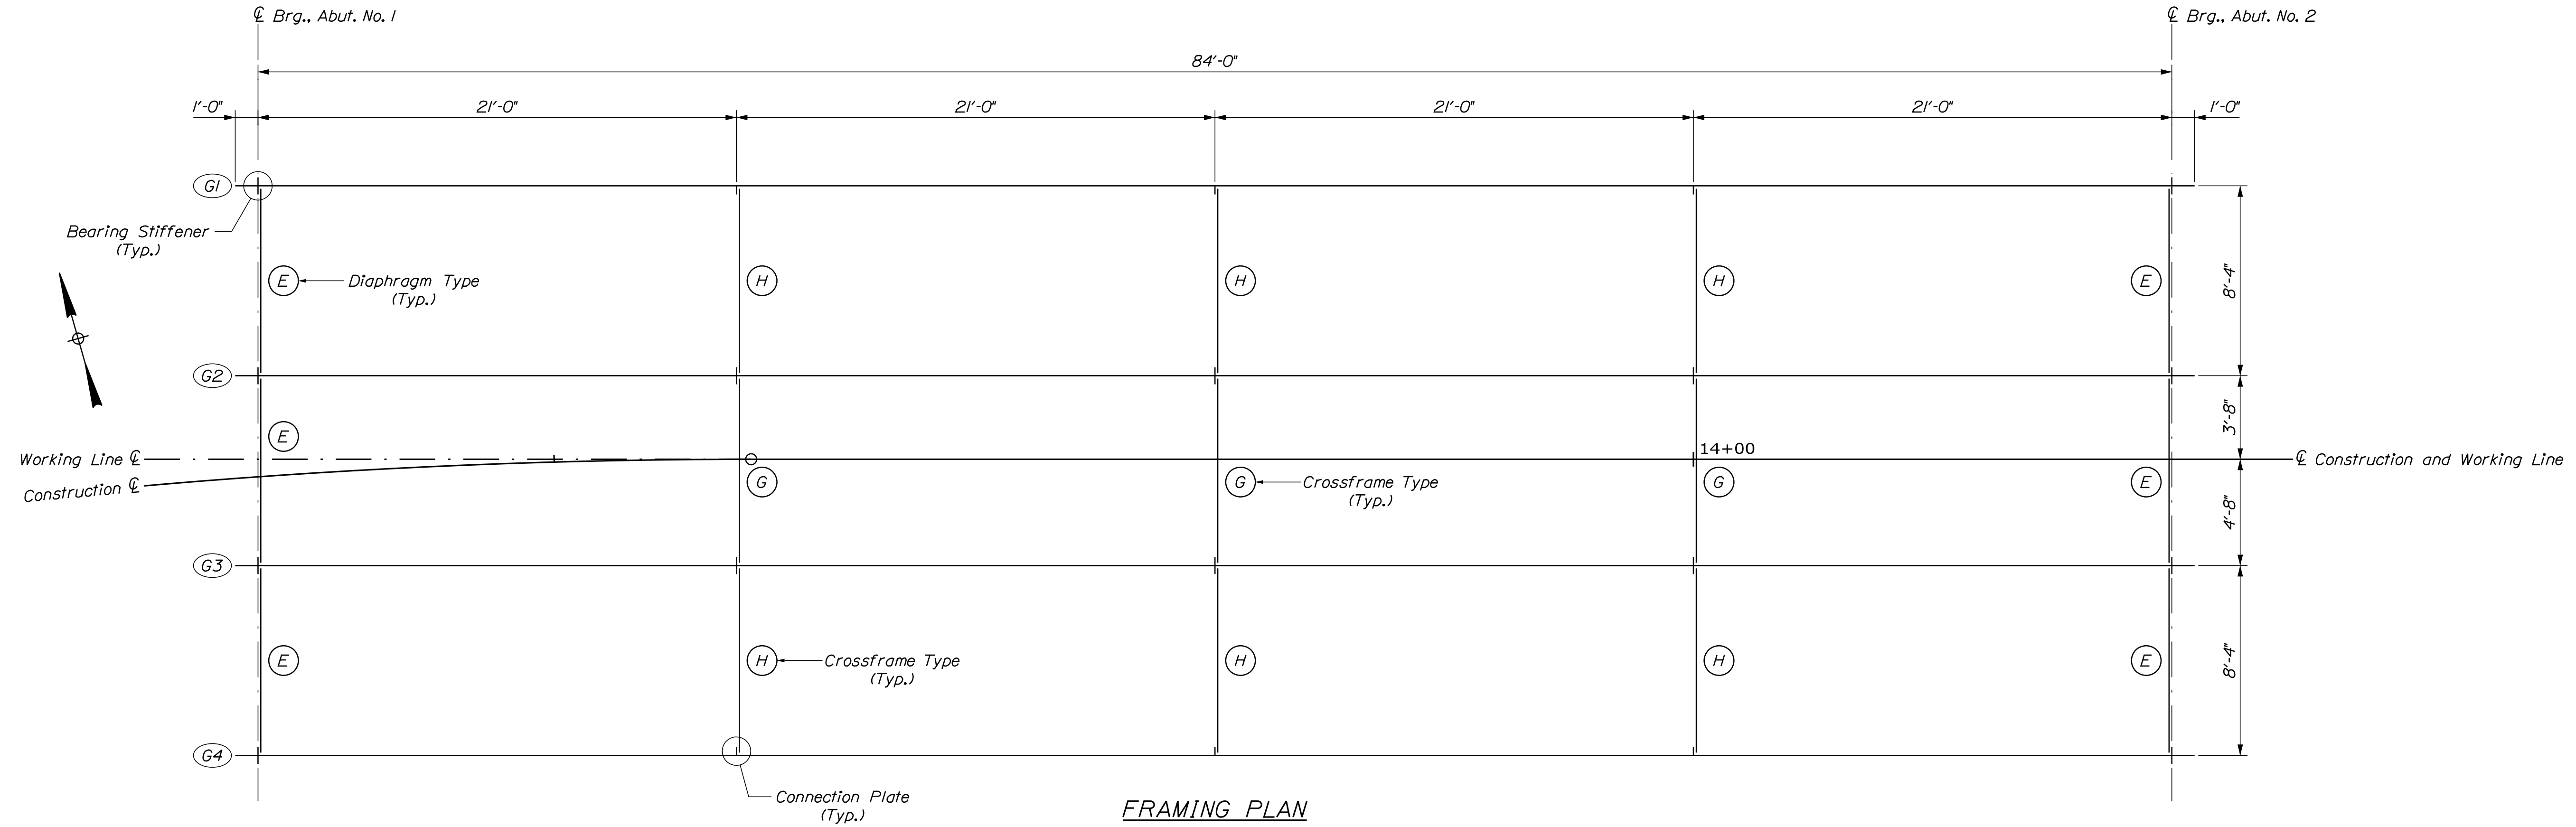 ℄ Brg., Abut. No. 1
℄ Brg., Abut. No. 2
84'-0"
1'-0"
21'-0"
21'-0"
21'-0"
21'-0"
1'-0"
G1
Bearing Stiffener
(Typ.)
E
Diaphragm Type
(Typ.)
H
H
H
E
8'-4"
G2
E
3'-8"
Working Line ℄
14+00
℄ Construction and Working Line
Construction ℄
G
G
Crossframe Type
(Typ.)
G
E
4'-8"
G3
E
H
Crossframe Type
(Typ.)
H
H
E
8'-4"
G4
Connection Plate
(Typ.)
FRAMING PLAN